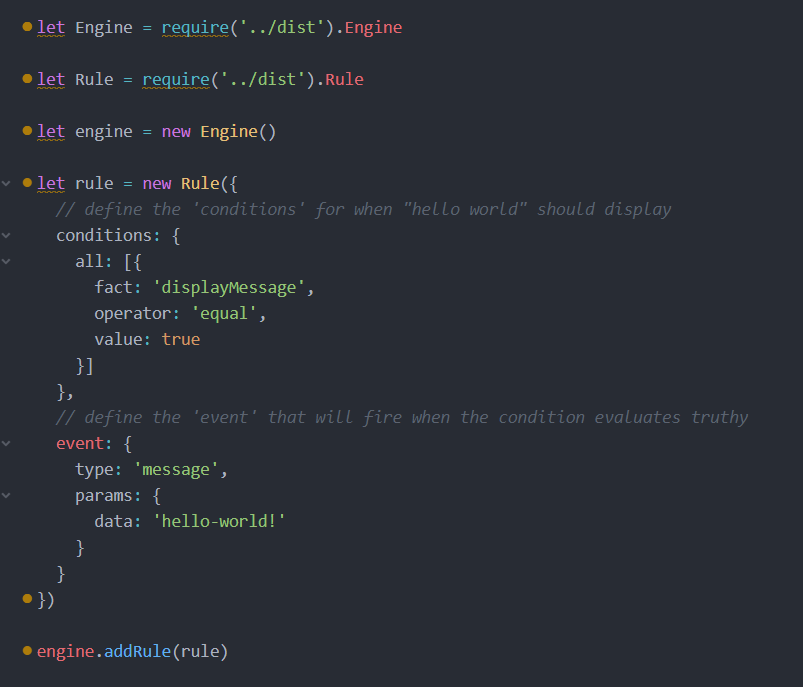 let Engine = require('../dist').Engine
let Rule = require('../dist').Rule
let engine = new Engine()
let rule = new Rule({
// define the 'conditions' for when "hello world" should display
conditions: {
all: [{
fact: 'displayMessage',
operator: 'equal',
value: true
}]
},
// define the 'event' that will fire when the condition evaluates truthy
event: {
type: 'message',
params: {
data: 'hello-world!'
}
}
})
engine.addRule(rule)